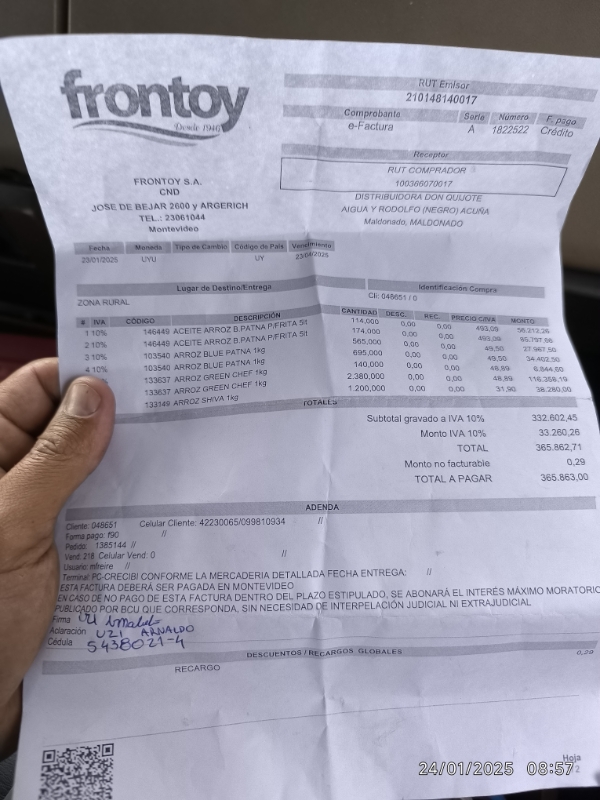 frontoy
Desde 1940
RUT Emisor
210148140017
Comprobante Serie Número F. pago
e-Factura A 1822522 Crédito
Receptor
RUT COMPRADOR
100386070017
DISTRIBUIDORA DON QUIJOTE
AIGUA Y RODOLFO (NEGRO) ACUÑA
Maldonado, MALDONADO
FRONTOY S.A.
CND
JOSE DE BEJAR 2600 y ARGERICH
TEL.: 23061044
Montevideo
Fecha Moneda Tipo de Cambio Código de País Vencimiento
23/01/2025 UYU UY
Lugar de Destino/Entrega Identificación Compra
ZONA RURAL CII: 048651 / 0
# IVA CÓDIGO DESCRIPCIÓN CANTIDAD DESC. REC. PRECIO C/IVA MONTO
1 10% 146449 ACEITE ARROZ B.PATNA P/FRITA 5lt 114,000 0,00 0,00 493,09 56.212,26
2 10% 146449 ACEITE ARROZ B.PATNA P/FRITA 5lt 174,000 0,00 0,00 493,09 85.797,66
3 10% 103540 ARROZ BLUE PATNA 1kg 565,000 0,00 0,00 49,50 27.967,50
4 10% 103540 ARROZ BLUE PATNA 1kg 695,000 0,00 0,00 49,50 34.402,50
133637 ARROZ GREEN CHEF 1kg 140,000 0,00 0,00 48,89 6.844,60
133637 ARROZ GREEN CHEF 1kg 2.380,000 0,00 0,00 48,89 116.358,19
133149 ARROZ SHIVA 1kg 1.200,000 0,00 0,00 31,90 38.280,00
TOTALES
Subtotal gravado a IVA 10% 332.602,45
Monto IVA 10% 33.260,26
TOTAL 365.862,71
Monto no facturable 0,29
TOTAL A PAGAR 365.863,00
ADENDA
Cliente: 048651 Celular Cliente: 42230065/099810934 //
Forma pago: f90 //
Pedido: 1385144 //
Vend: 218 Celular Vend: 0 //
Usuario: mfreire //
Terminal: PC-CRECIBI CONFORME LA MERCADERIA DETALLADA FECHA ENTREGA: //
ESTA FACTURA DEBERÁ SER PAGADA EN MONTEVIDEO
EN CASO DE NO PAGO DE ESTA FACTURA DENTRO DEL PLAZO ESTIPULADO, SE ABONARÁ EL INTERÉS MÁXIMO MORATORIO
PUBLICADO POR BCU QUE CORRESPONDA, SIN NECESIDAD DE INTERPELACIÓN JUDICIAL NI EXTRAJUDICIAL
Firma
Aclaración UZI ARNALDO
Cédula 5438021-4
DESCUENTOS / RECARGOS GLOBALES
RECARGO 0,29
Hoja
2
24/01/2025 08:57